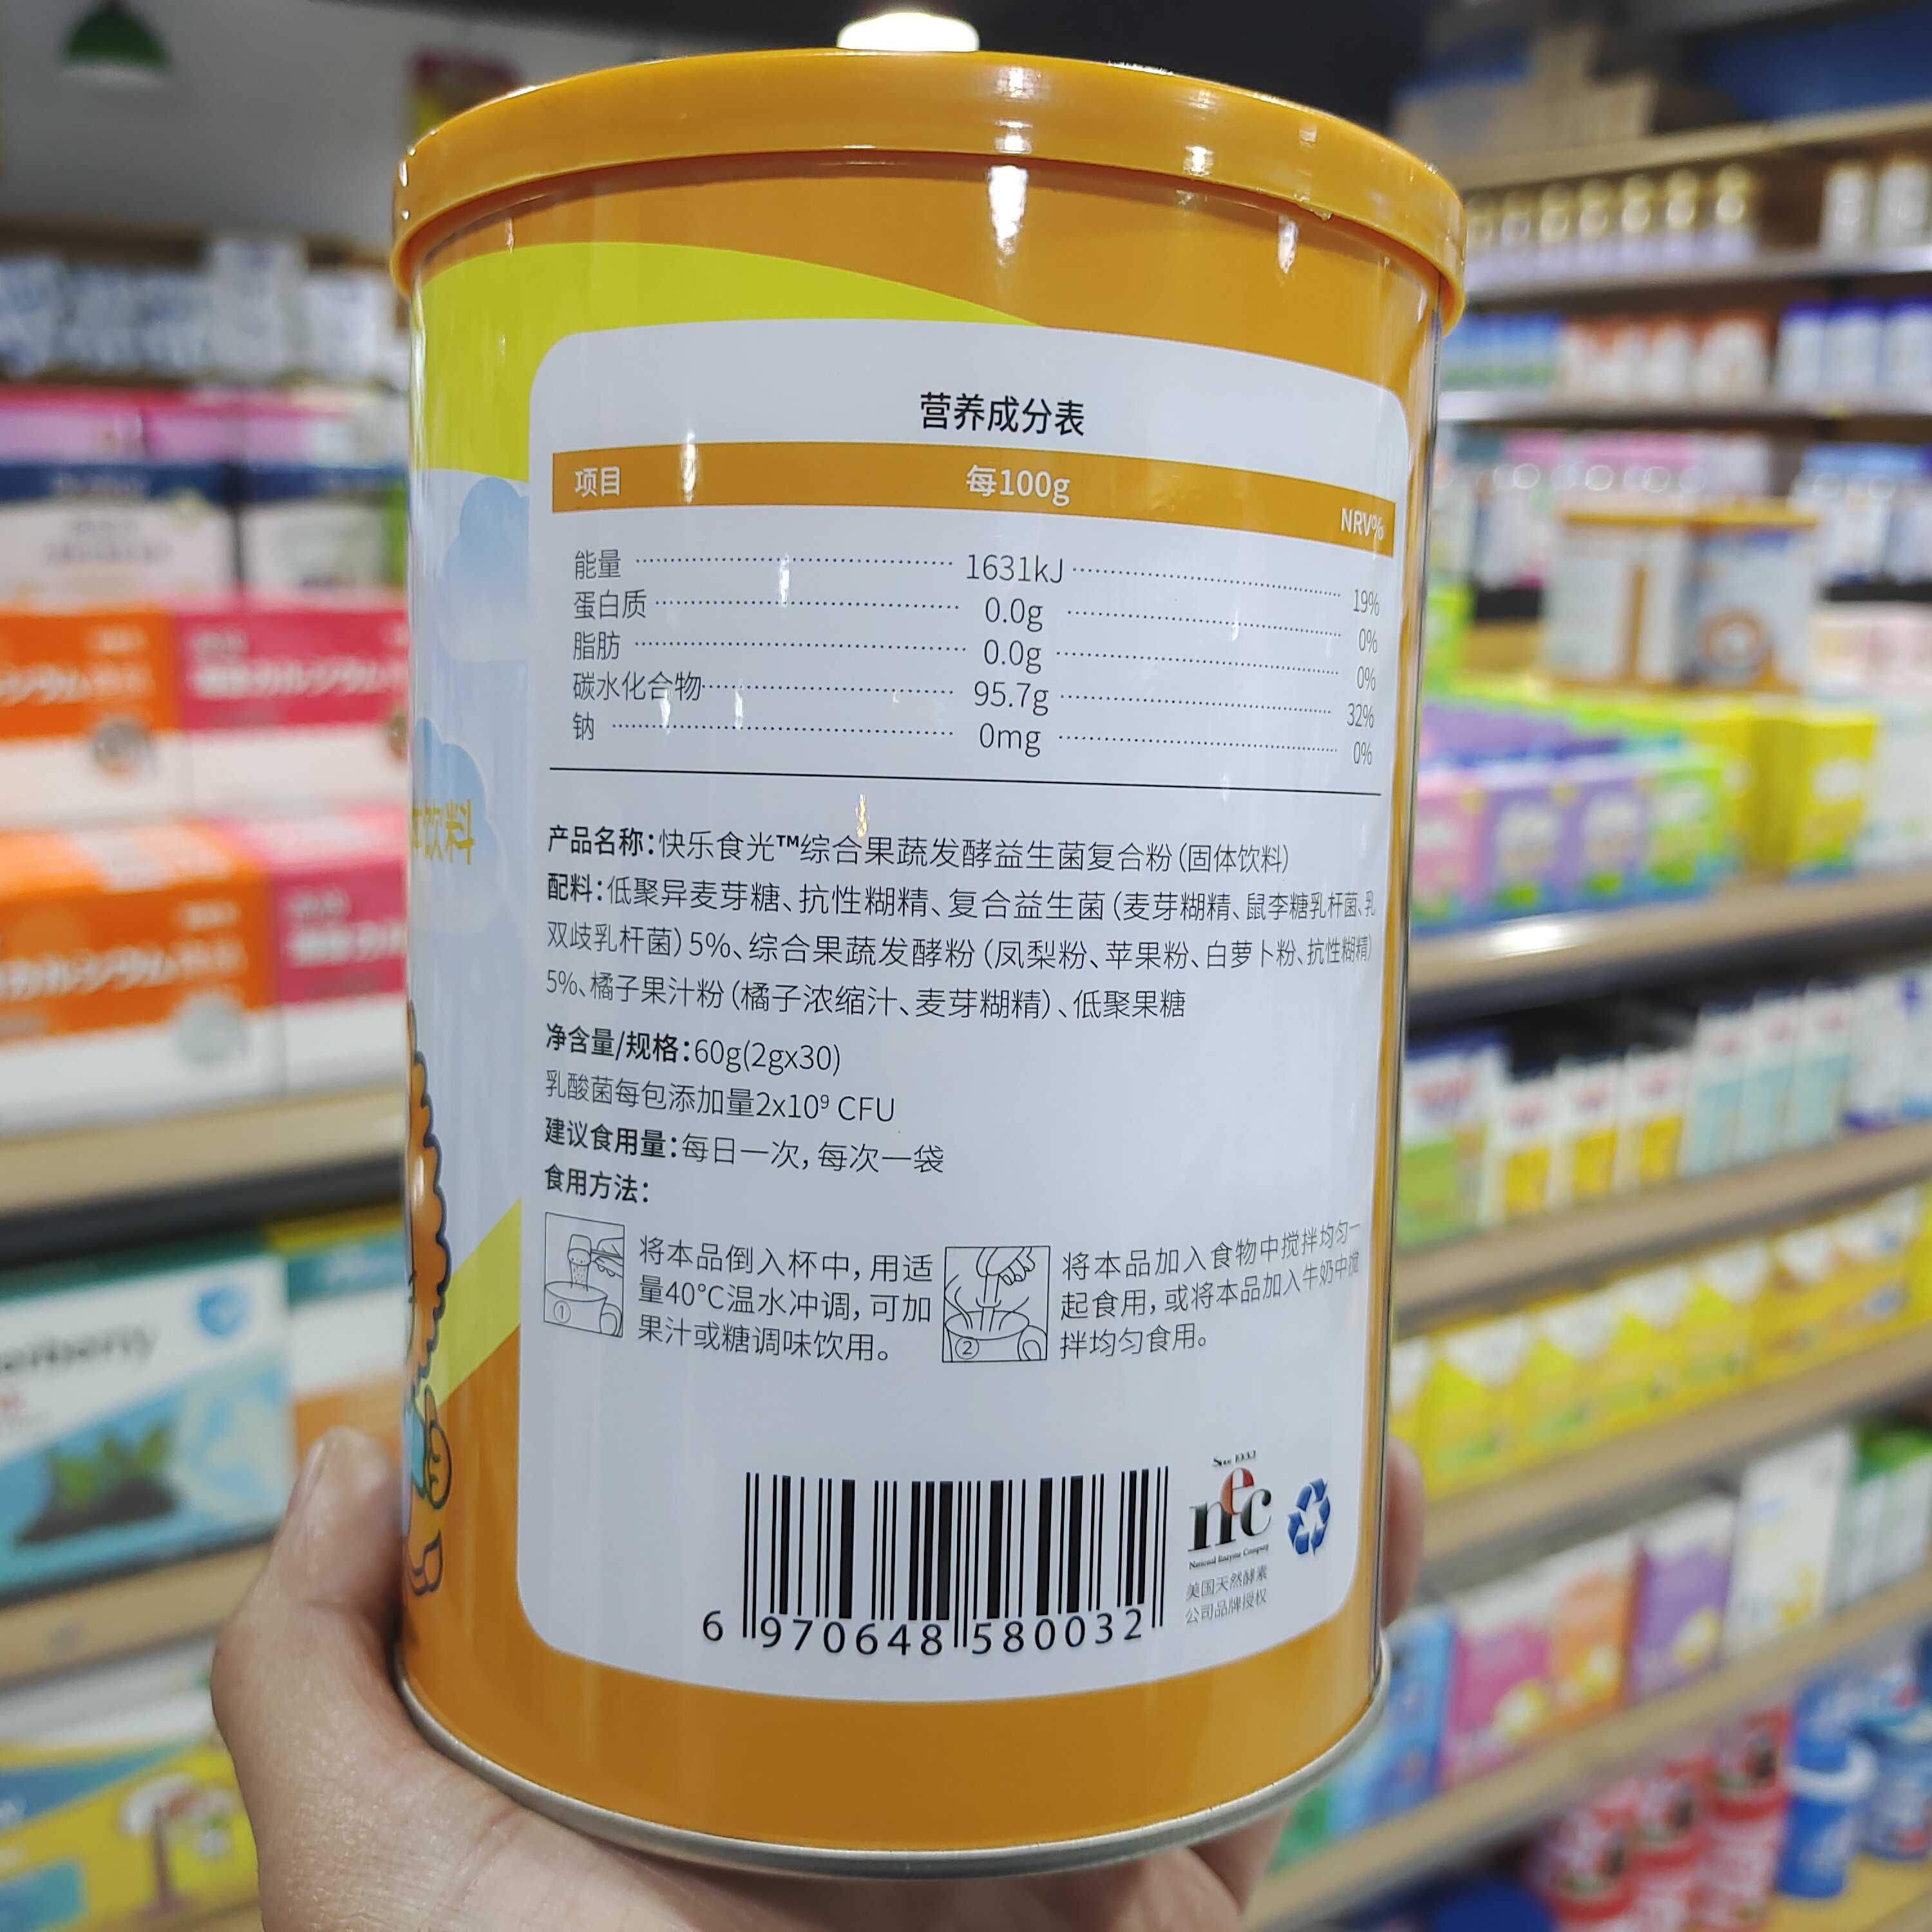 营养成分表
项目 每100g NRV%
能量 1631kJ 19%
蛋白质 0.0g 0%
脂肪 0.0g 0%
碳水化合物 95.7g 32%
钠 0mg 0%
饮料
产品名称：快乐食光™综合果蔬发酵益生菌复合粉（固体饮料）
配料：低聚异麦芽糖、抗性糊精、复合益生菌（麦芽糊精、鼠李糖乳杆菌、乳
双歧乳杆菌）5%、综合果蔬发酵粉（凤梨粉、苹果粉、白萝卜粉、抗性糊精）
5%、橘子果汁粉（橘子浓缩汁、麦芽糊精）、低聚果糖
净含量/规格：60g(2gx30)
乳酸菌每包添加量2x10⁹ CFU
建议食用量：每日一次，每次一袋
食用方法：
①
将本品倒入杯中，用适
量40℃温水冲调，可加
果汁或糖调味饮用。
②
将本品加入食物中搅拌均匀一
起食用，或将本品加入牛奶中搅
拌均匀食用。
Since 1932
nec
National Enzyme Company
美国天然酵素
公司品牌授权
6 970648 580032